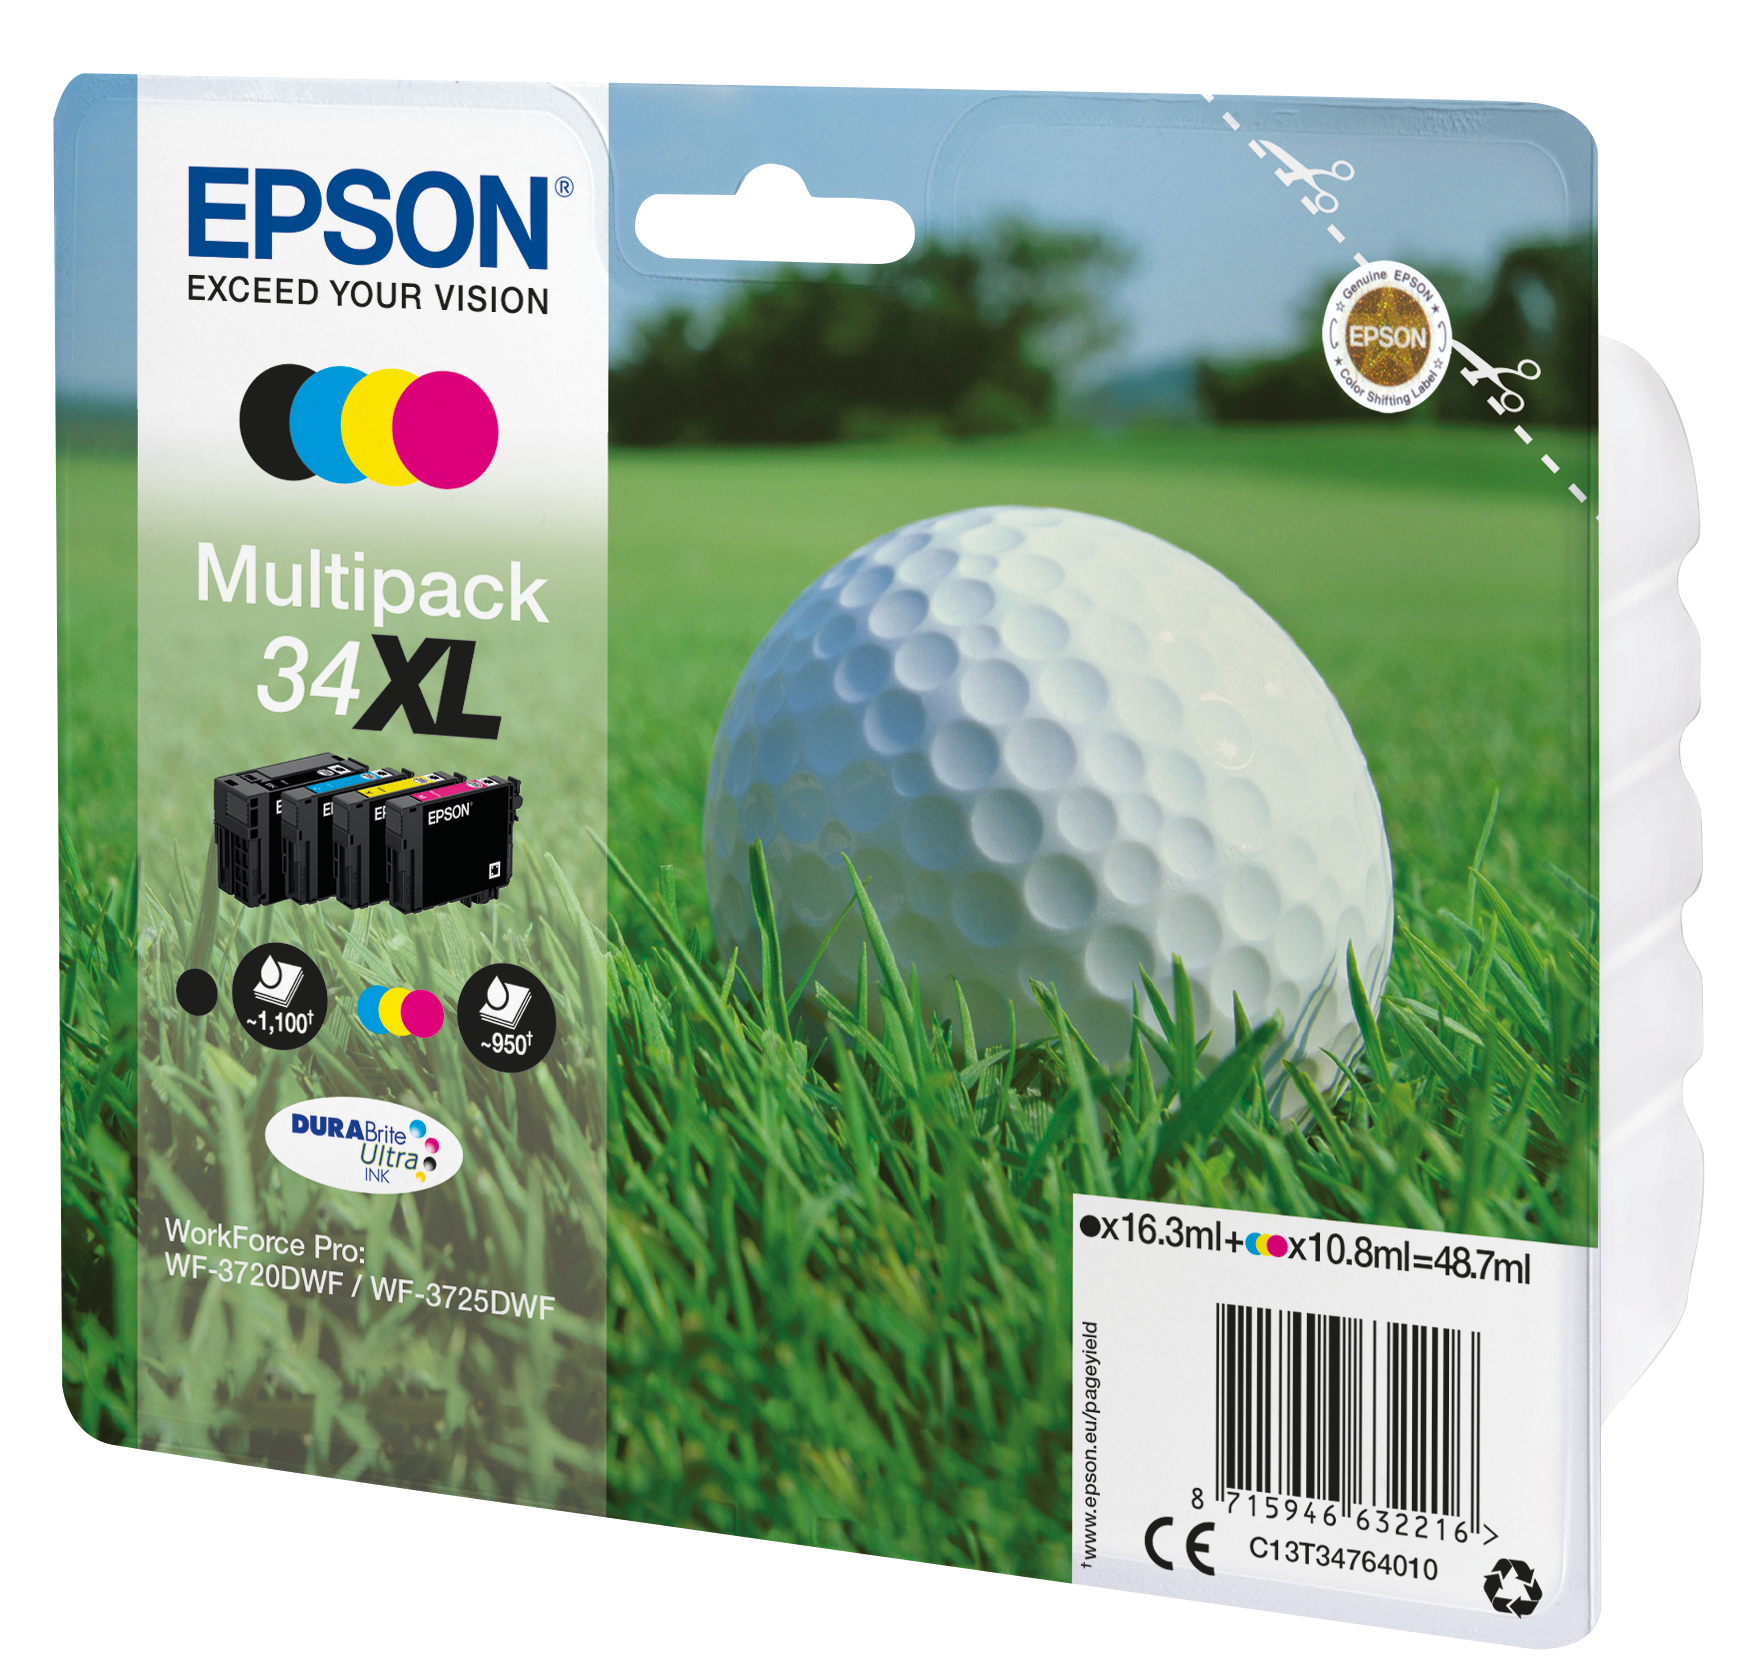 EPSON®
EXCEED YOUR VISION
Multipack
34XL
EPSON
~1,100†
~950†
DURABrite
Ultra
INK
WorkForce Pro:
WF-3720DWF / WF-3725DWF
Genuine EPSON
EPSON
Color Shifting Label
x16.3ml+x10.8ml=48.7ml
†www.epson.eu/pageyield
8 715946 632216 >
CE
C13T34764010